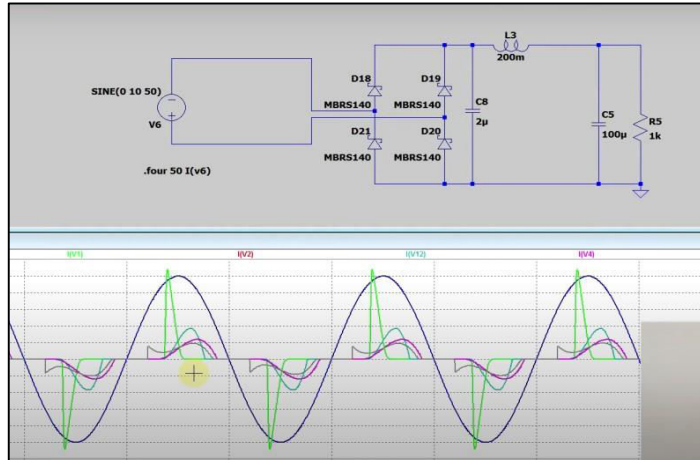 L3
200m
D18
D19
SINE(0 10 50)
MBRS140
MBRS140
C8
C5
R5
V6
D21
D20
2µ
100µ
1k
MBRS140
MBRS140
.four 50 I(v6)
I(V1)
I(V2)
I(V12)
I(V4)